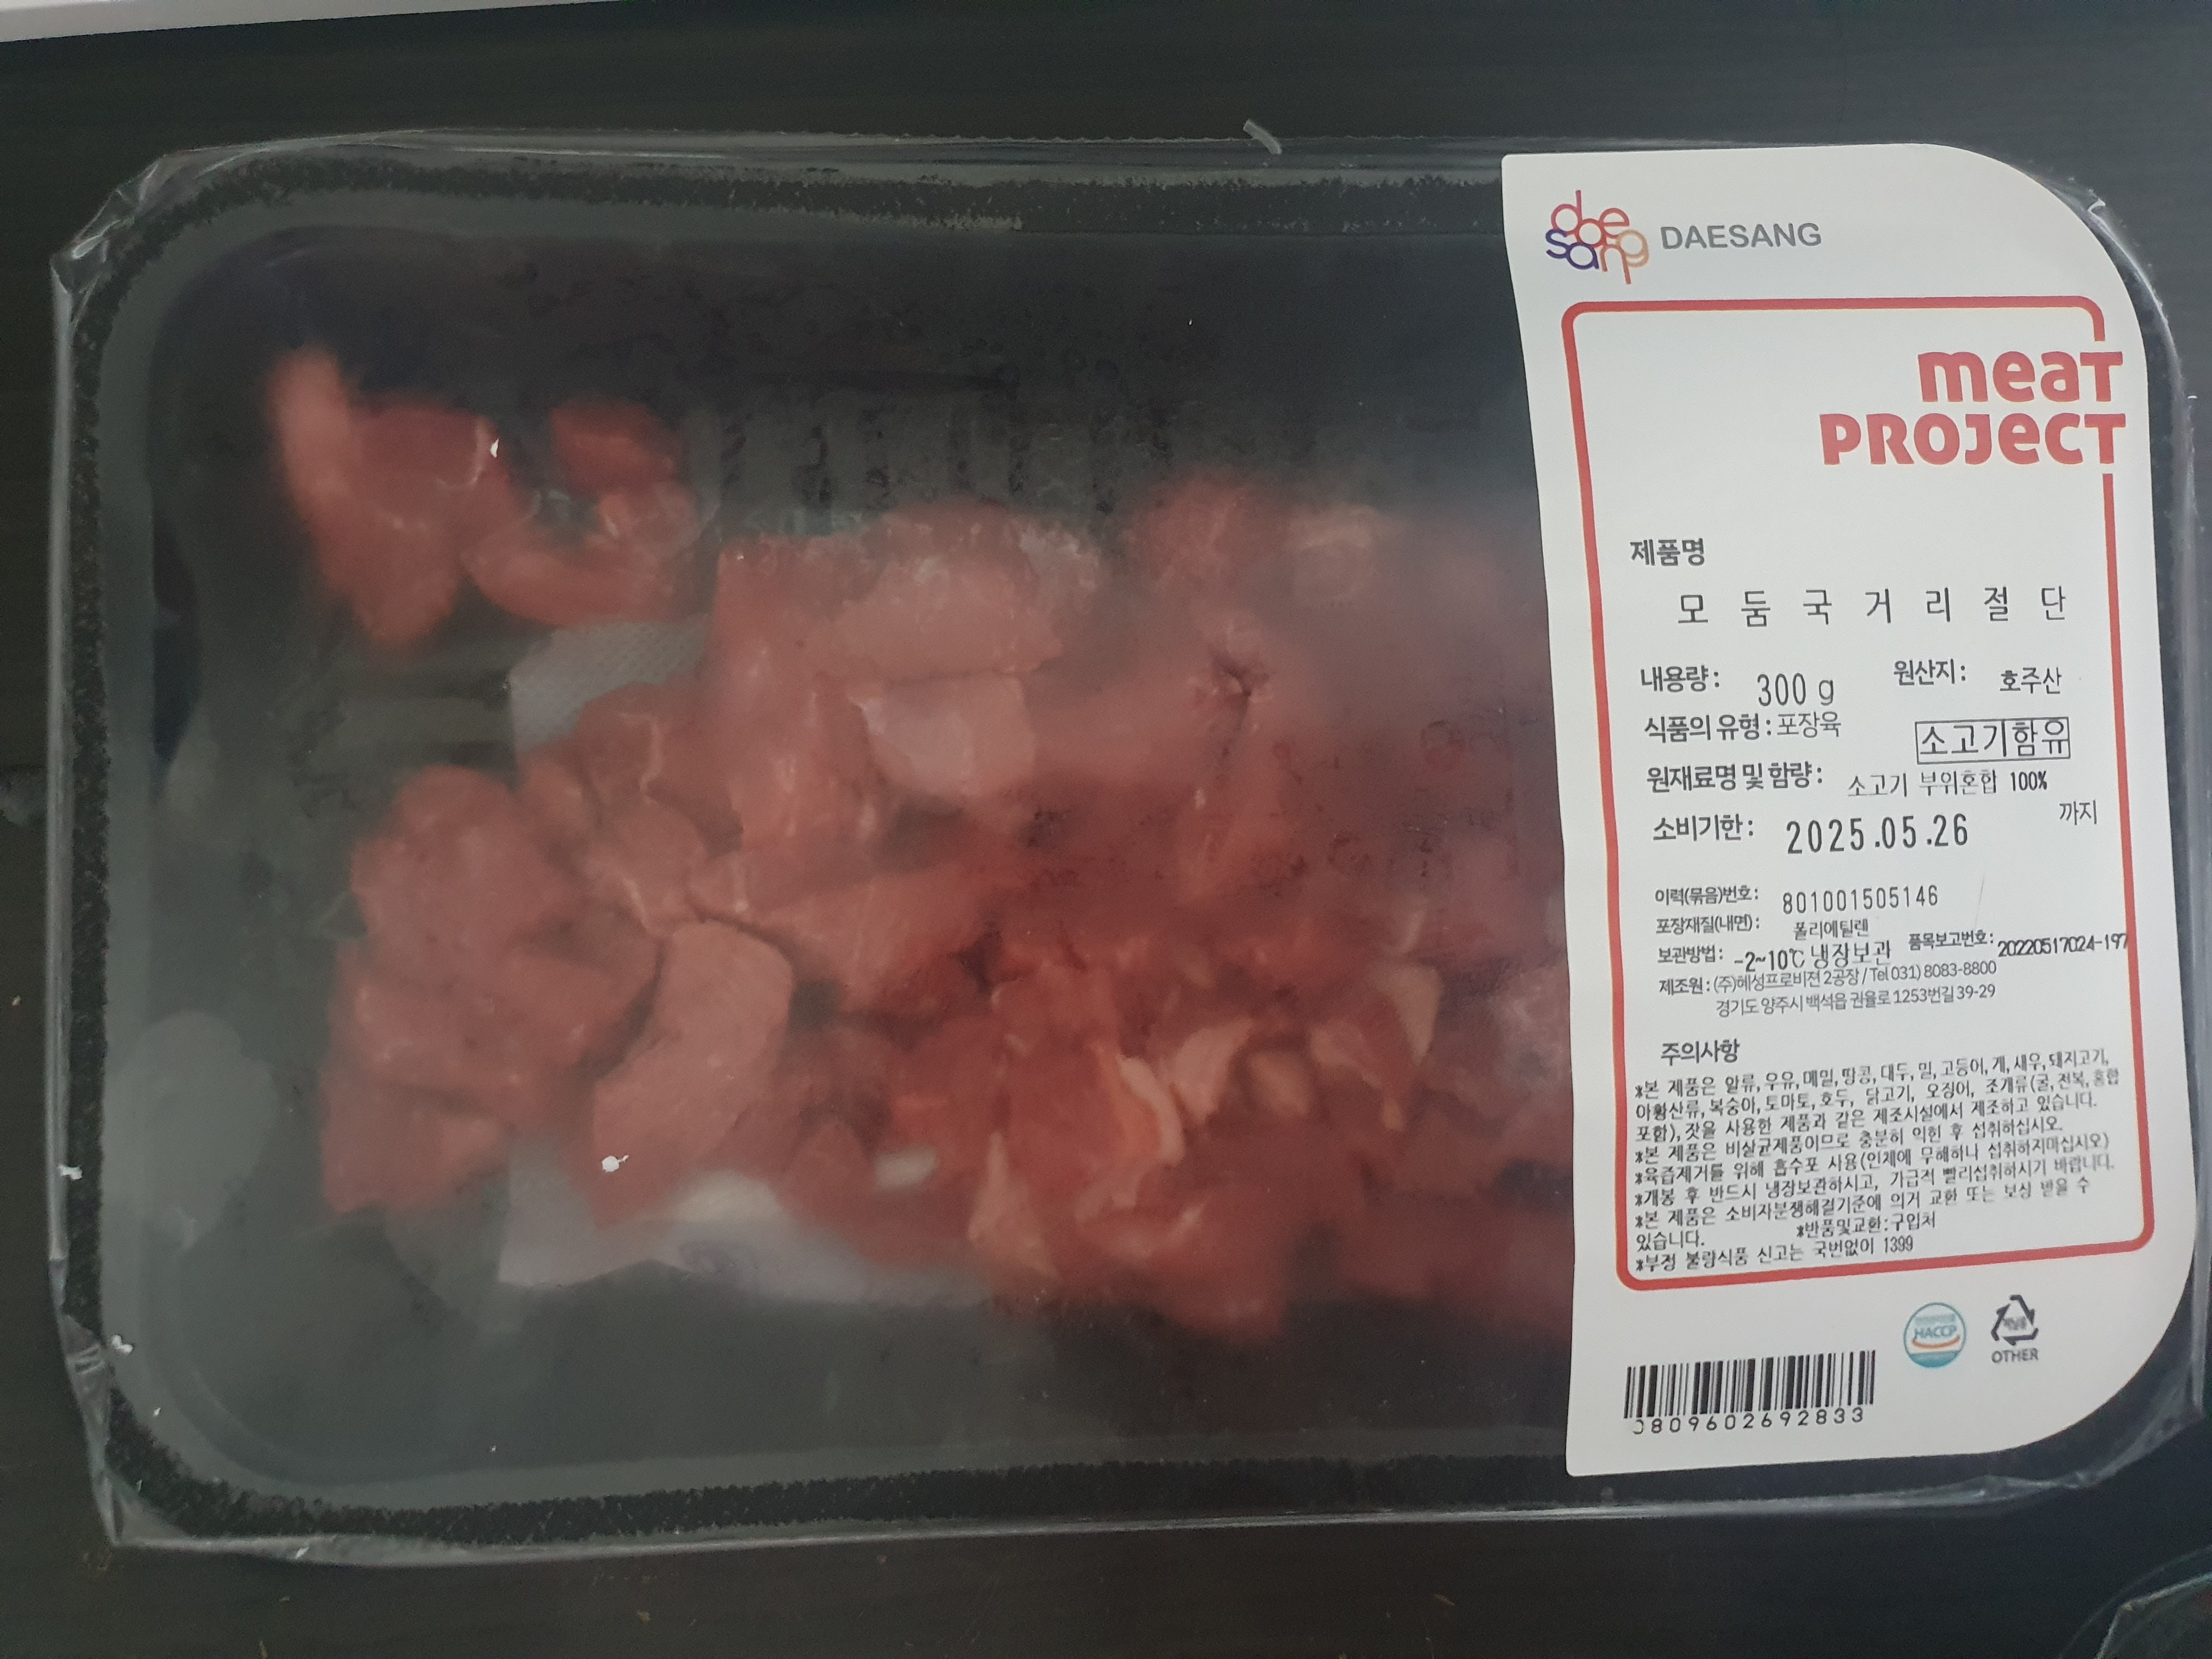 dae
sang
DAESANG
meat
PROJECT
제품명
모둠국거리절단
내용량: 300 g 원산지: 호주산
식품의 유형: 포장육
소고기함유
원재료명 및 함량: 소고기 부위혼합 100%
소비기한: 2025.05.26 까지
이력(묶음)번호: 801001505146
포장재질(내면): 폴리에틸렌
보관방법: -2~10℃ 냉장보관 품목보고번호: 20220517024-197
제조원: (주)혜성프로비젼 2공장 / Tel 031) 8083-8800
경기도 양주시 백석읍 권율로 1253번길 39-29
주의사항
*본 제품은 알류, 우유, 메밀, 땅콩, 대두, 밀, 고등어, 게, 새우, 돼지고기,
아황산류, 복숭아, 토마토, 호두, 닭고기, 오징어, 조개류(굴, 전복, 홍합
포함), 잣을 사용한 제품과 같은 제조시설에서 제조하고 있습니다.
*본 제품은 비살균제품이므로 충분히 익힌 후 섭취하십시오.
*육즙제거를 위해 흡수포 사용(인체에 무해하나 섭취하지마십시오)
*개봉 후 반드시 냉장보관하시고, 가급적 빨리섭취하시기 바랍니다.
*본 제품은 소비자분쟁해결기준에 의거 교환 또는 보상 받을 수
있습니다. *반품및교환:구입처
*부정 불량식품 신고는 국번없이 1399
HACCP
OTHER
809602692833